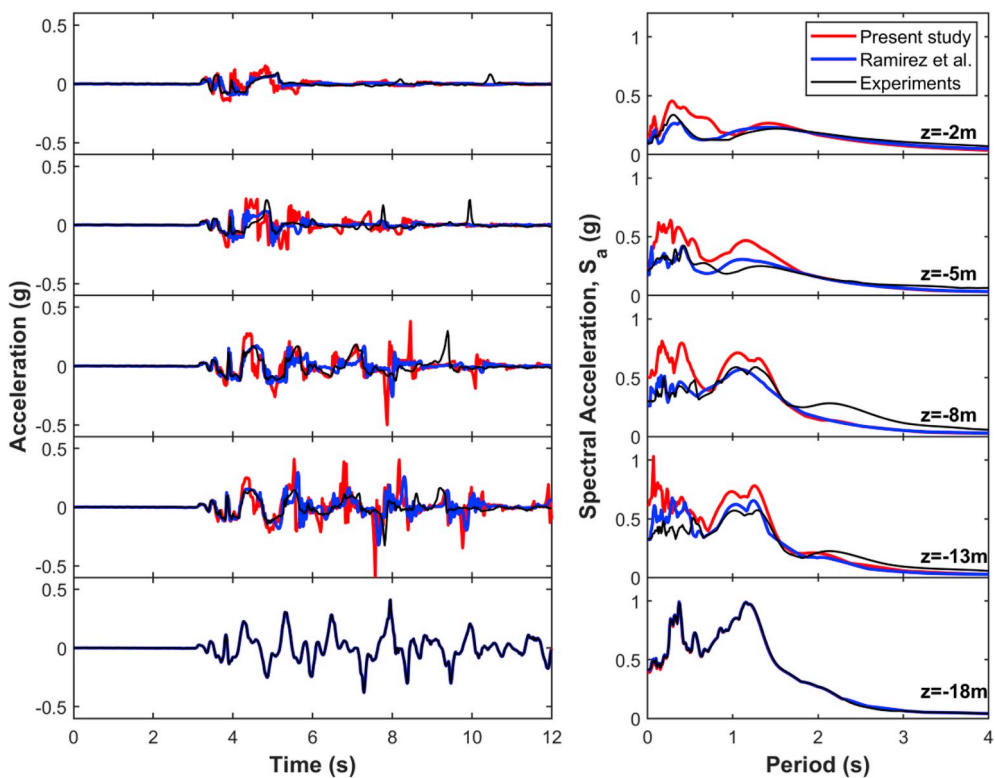 0.5
0
-0.5
0.5
0
-0.5
0.5
0
-0.5
0.5
0
-0.5
0.5
0
-0.5
0 2 4 6 8 10 12
Acceleration (g)
Time (s)
Present study
Ramirez et al.
Experiments
1
0.5
0
z=-2m
1
0.5
0
z=-5m
1
0.5
0
z=-8m
1
0.5
0
z=-13m
1
0.5
0
z=-18m
0 1 2 3 4
Spectral Acceleration, Sa (g)
Period (s)